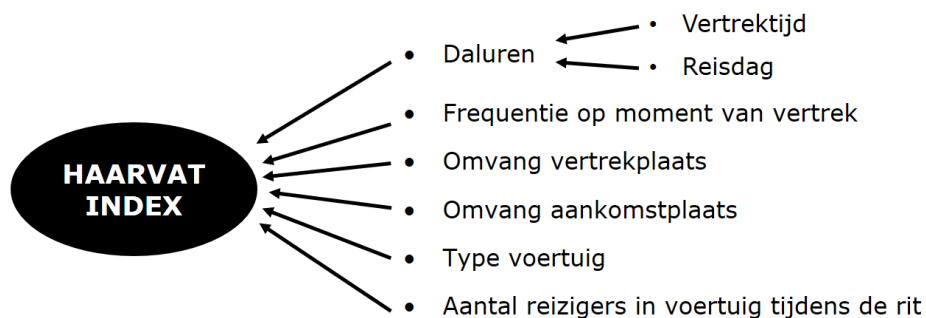 • Vertrektijd
• Daluren
• Reisdag
• Frequentie op moment van vertrek
• Omvang vertrekplaats
HAARVAT
INDEX
• Omvang aankomstplaats
• Type voertuig
• Aantal reizigers in voertuig tijdens de rit